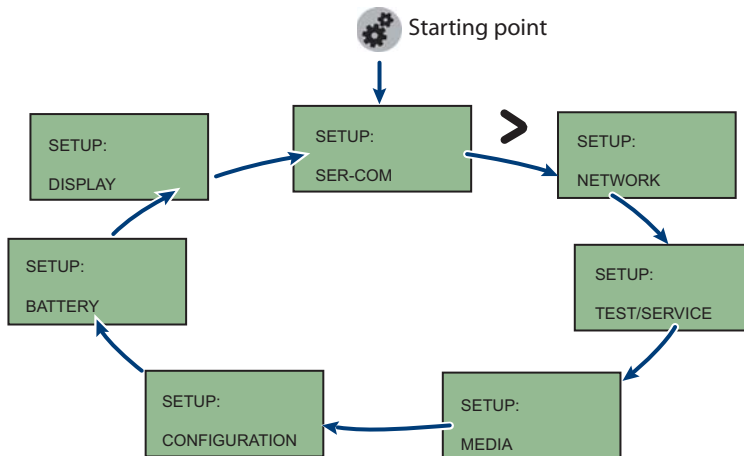 Starting point
SETUP:
SER-COM
>
SETUP:
NETWORK
SETUP:
TEST/SERVICE
SETUP:
MEDIA
SETUP:
CONFIGURATION
SETUP:
BATTERY
SETUP:
DISPLAY